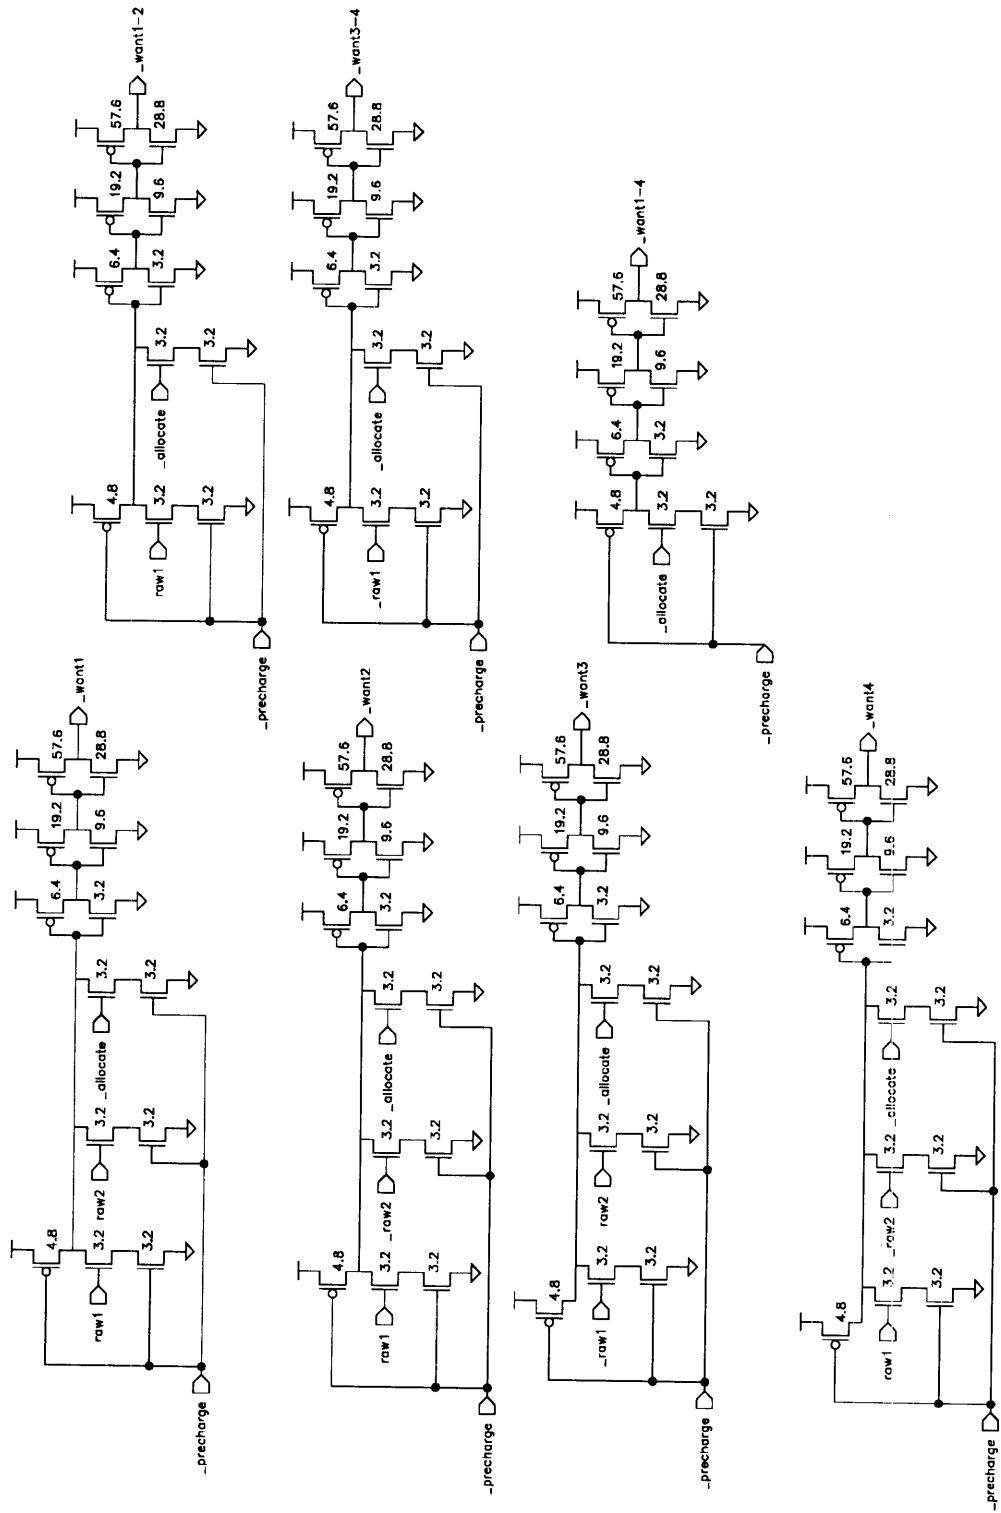 _precharge
raw1
4.8
3.2
3.2
raw2
3.2
3.2
_allocate
3.2
3.2
6.4
3.2
19.2
9.6
57.6
28.8
_want1
_precharge
raw1
4.8
3.2
3.2
_allocate
3.2
3.2
6.4
3.2
19.2
9.6
57.6
28.8
_want1-2
_precharge
raw1
4.8
3.2
3.2
_raw2
3.2
3.2
_allocate
3.2
3.2
6.4
3.2
19.2
9.6
57.6
28.8
_want2
_precharge
_raw1
4.8
3.2
3.2
_allocate
3.2
3.2
6.4
3.2
19.2
9.6
57.6
28.8
_want3-4
_precharge
_raw1
4.8
3.2
3.2
raw2
3.2
3.2
_allocate
3.2
3.2
6.4
3.2
19.2
9.6
57.6
28.8
_want3
_precharge
_allocate
4.8
3.2
3.2
6.4
3.2
19.2
9.6
57.6
28.8
_want1-4
_precharge
raw1
4.8
3.2
3.2
_raw2
3.2
3.2
_allocate
3.2
3.2
6.4
3.2
19.2
9.6
57.6
28.8
_want4